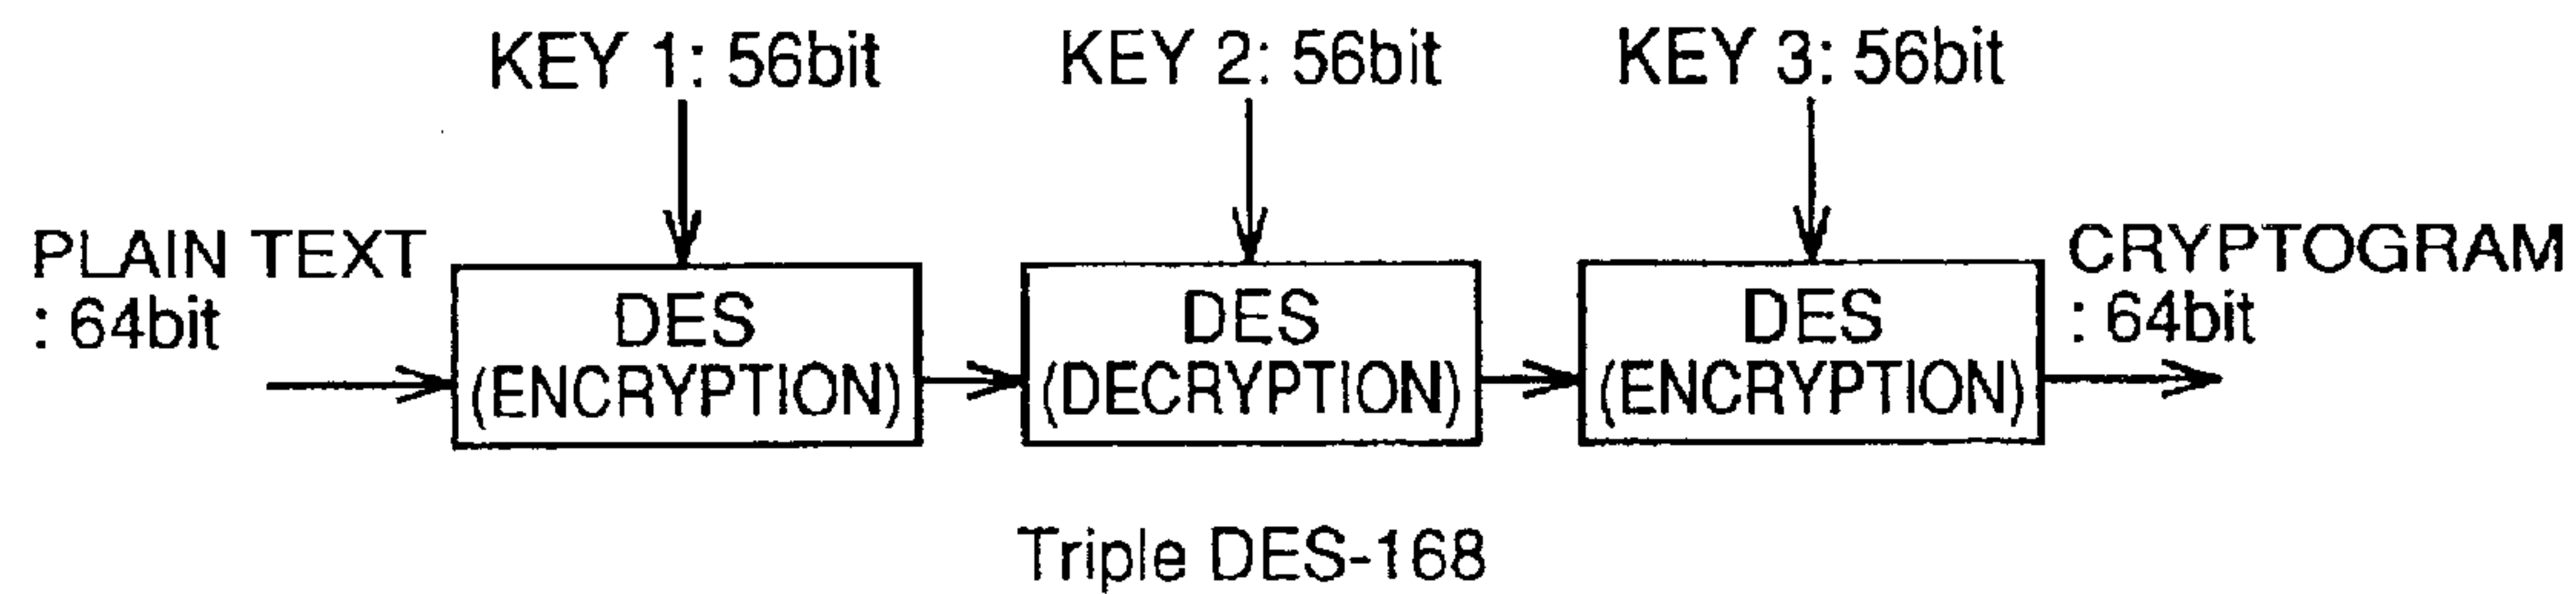 KEY 1: 56bit
KEY 2: 56bit
KEY 3: 56bit
PLAIN TEXT
: 64bit
DES
(ENCRYPTION)
DES
(DECRYPTION)
DES
(ENCRYPTION)
CRYPTOGRAM
: 64bit
Triple DES-168